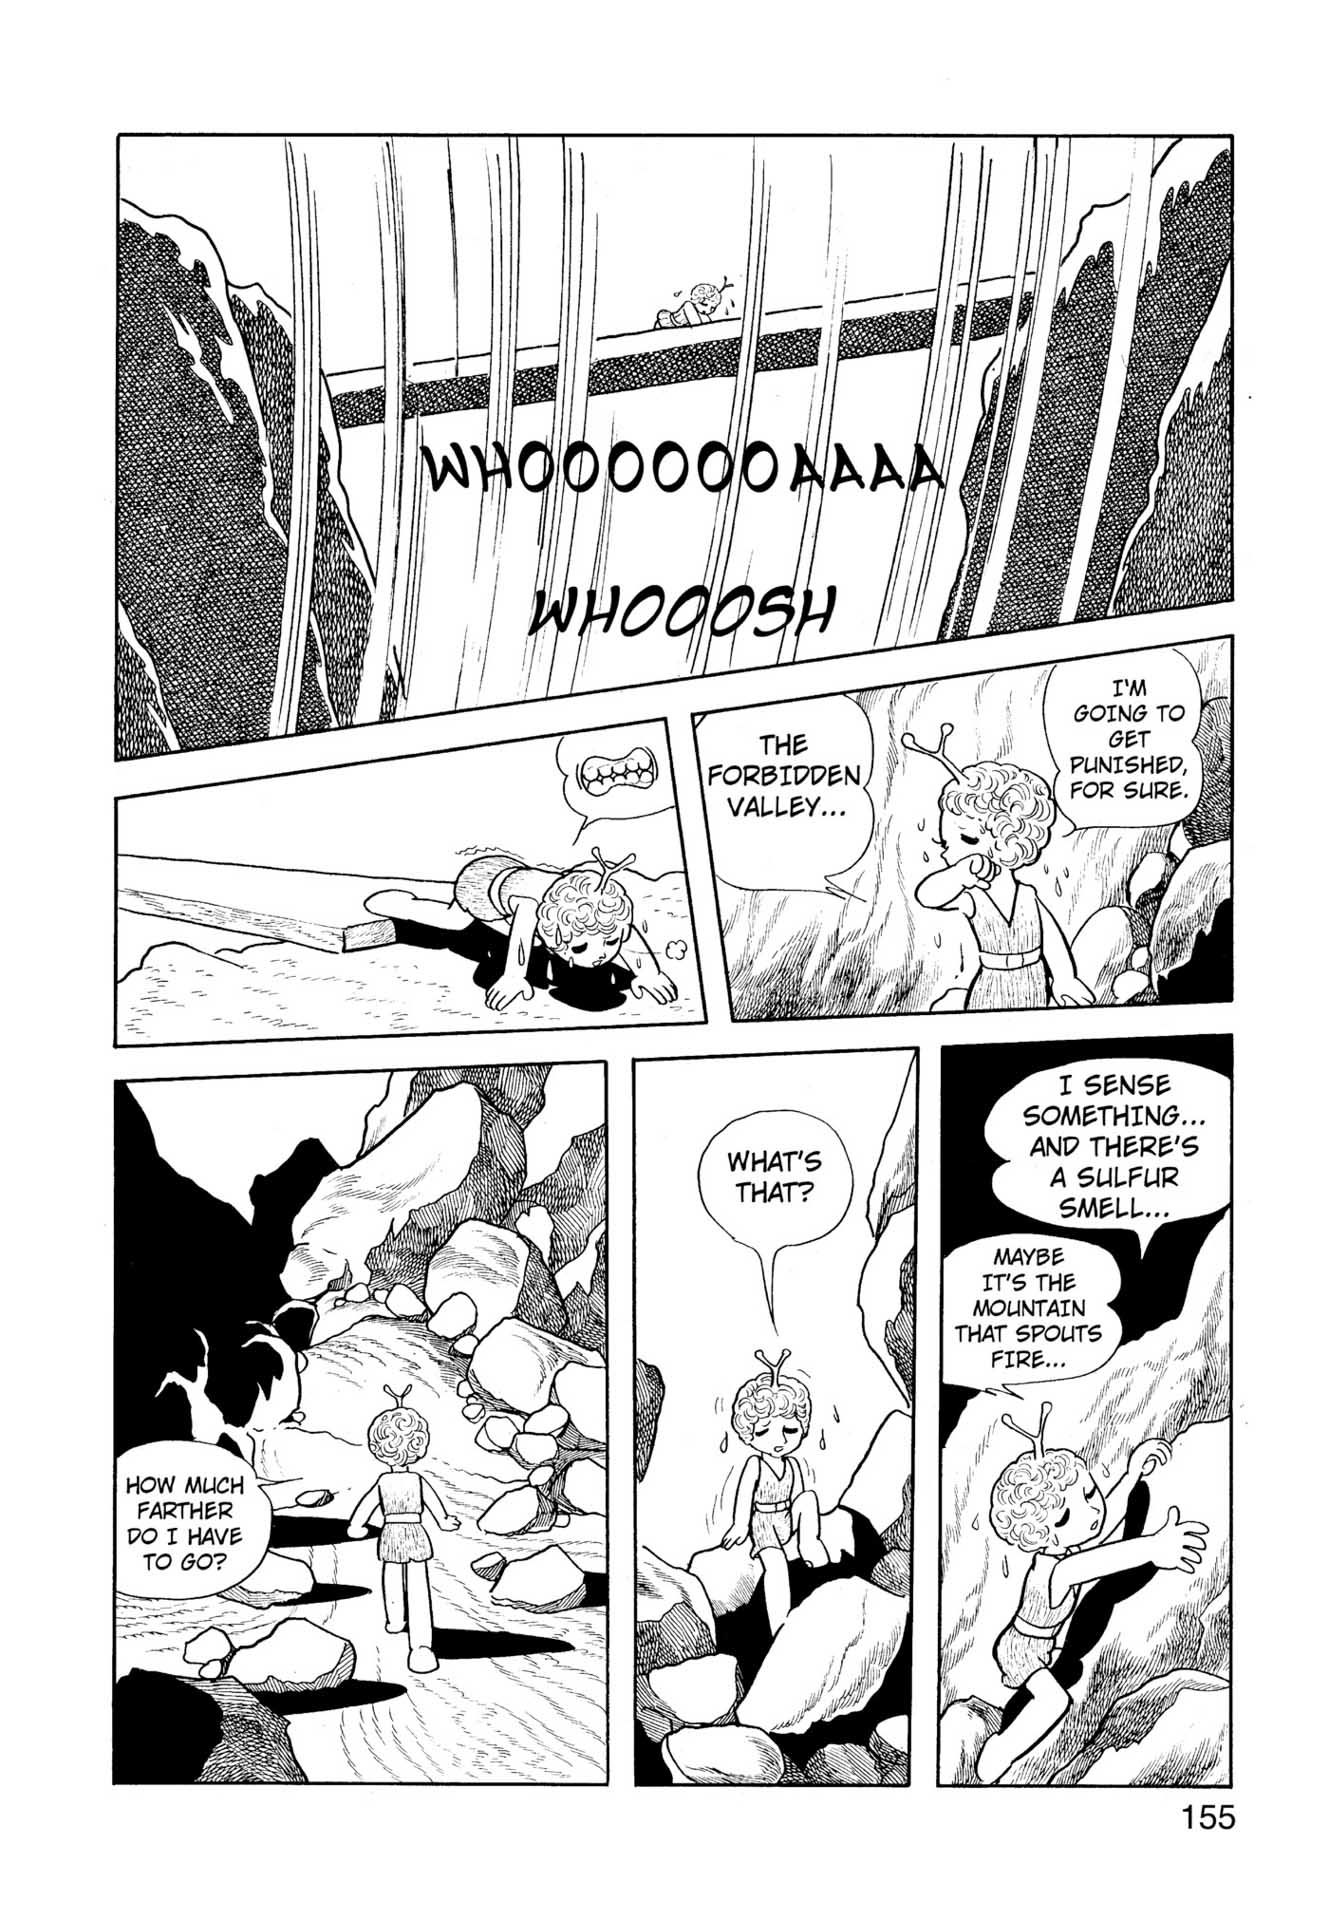 WHOOOOOOAAAA
WHOOOSH
THE
FORBIDDEN
VALLEY...
I'M
GOING TO
GET
PUNISHED,
FOR SURE.
HOW MUCH
FARTHER
DO I HAVE
TO GO?
WHAT'S
THAT?
I SENSE
SOMETHING...
AND THERE'S
A SULFUR
SMELL...
MAYBE
IT'S THE
MOUNTAIN
THAT SPOUTS
FIRE...
155